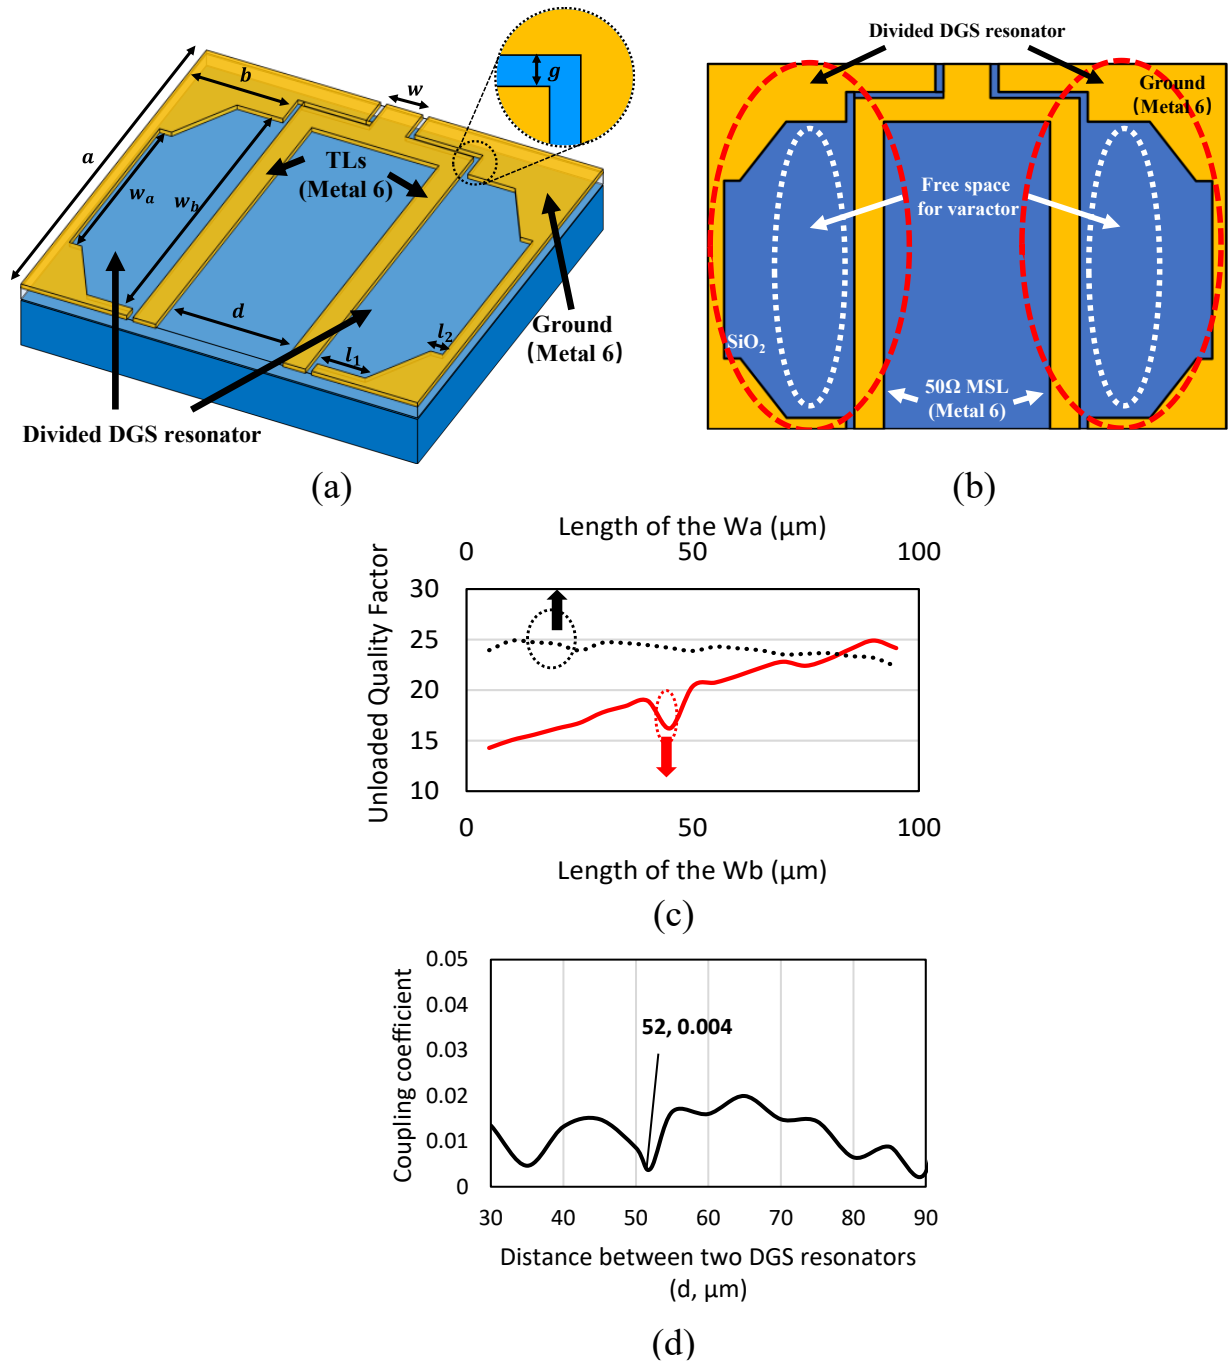 a
b
w
g
w_a
w_b
TLs
(Metal 6)
d
l_1
l_2
Ground
(Metal 6)
Divided DGS resonator
(a)
Divided DGS resonator
Ground
(Metal 6)
Free space
for varactor
SiO₂
50Ω MSL
(Metal 6)
(b)
Length of the Wa (μm)
0 50 100
Unloaded Quality Factor
30
25
20
15
10
0 50 100
Length of the Wb (μm)
(c)
Coupling coefficient
0.05
0.04
0.03
0.02
0.01
0
52, 0.004
30 40 50 60 70 80 90
Distance between two DGS resonators
(d, μm)
(d)